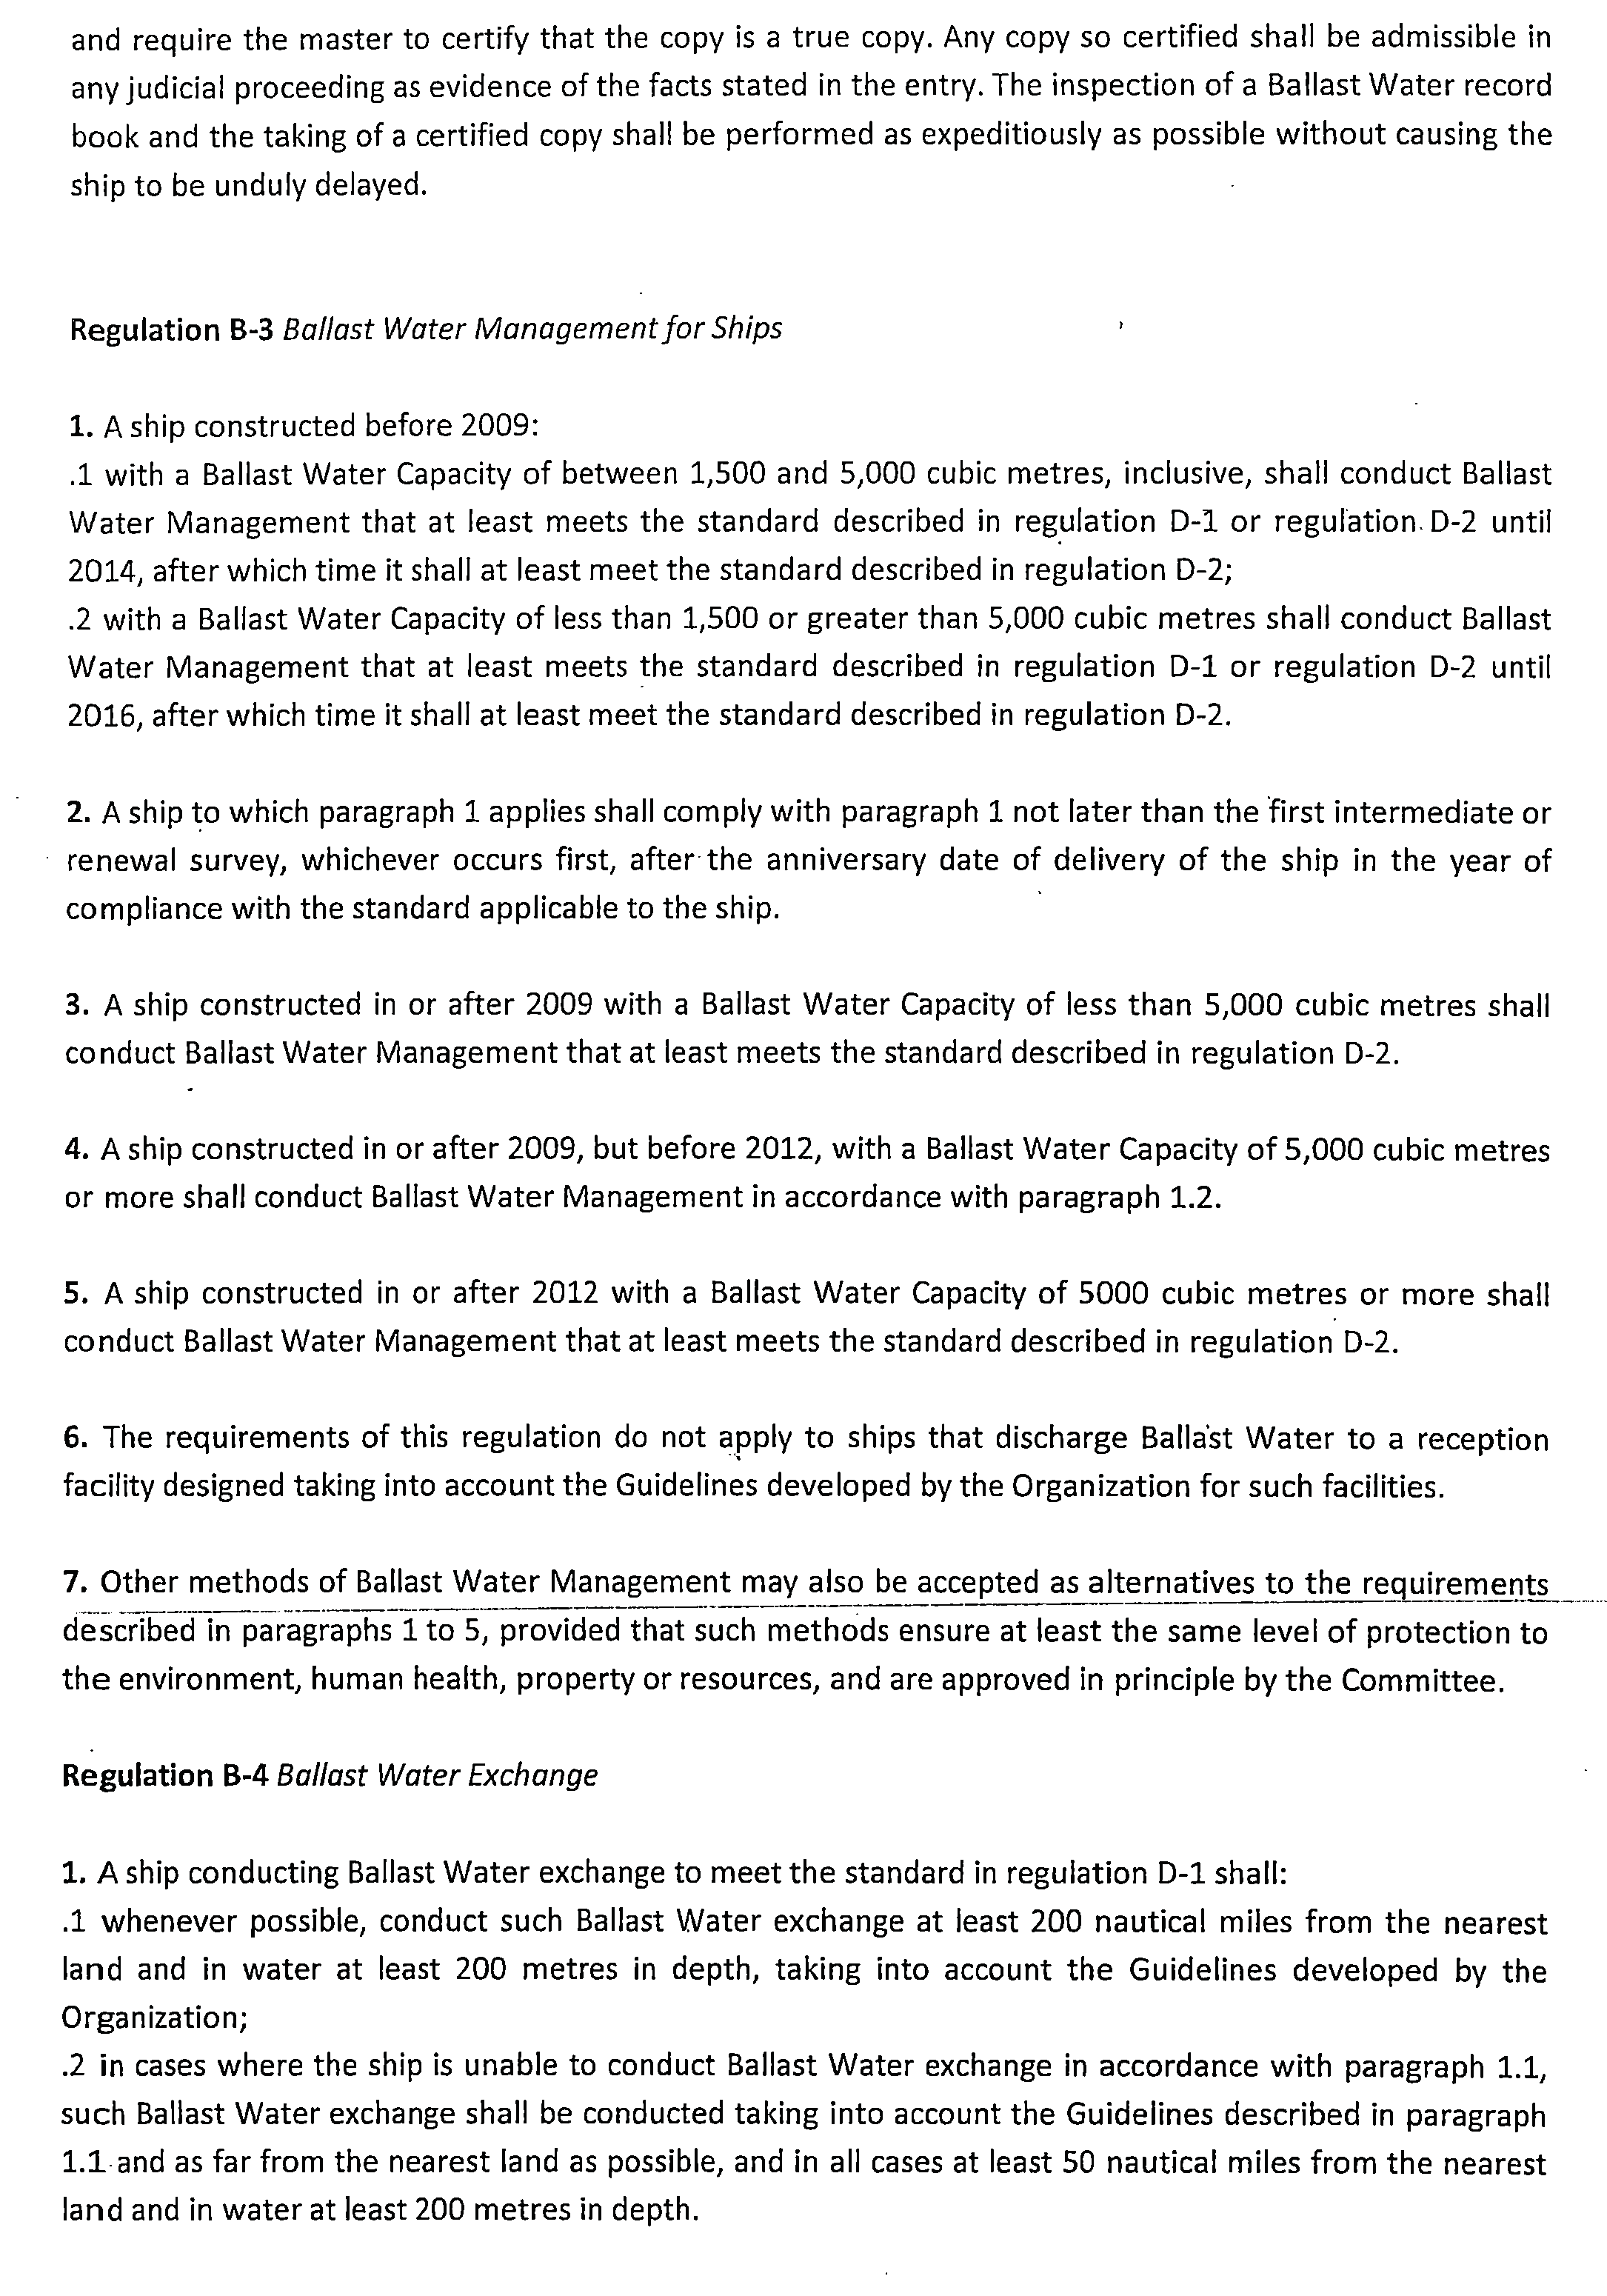 and require the master to certify that the copy is a true copy. Any copy so certified shall be admissible in
any judicial proceeding as evidence of the facts stated in the entry. The inspection of a Ballast Water record
book and the taking of a certified copy shall be performed as expeditiously as possible without causing the
ship to be unduly delayed.
Regulation B-3 Ballast Water Management for Ships
1. A ship constructed before 2009:
.1 with a Ballast Water Capacity of between 1,500 and 5,000 cubic metres, inclusive, shall conduct Ballast
Water Management that at least meets the standard described in regulation D-1 or regulation D-2 until
2014, after which time it shall at least meet the standard described in regulation D-2;
.2 with a Ballast Water Capacity of less than 1,500 or greater than 5,000 cubic metres shall conduct Ballast
Water Management that at least meets the standard described in regulation D-1 or regulation D-2 until
2016, after which time it shall at least meet the standard described in regulation D-2.
2. A ship to which paragraph 1 applies shall comply with paragraph 1 not later than the first intermediate or
renewal survey, whichever occurs first, after the anniversary date of delivery of the ship in the year of
compliance with the standard applicable to the ship.
3. A ship constructed in or after 2009 with a Ballast Water Capacity of less than 5,000 cubic metres shall
conduct Ballast Water Management that at least meets the standard described in regulation D-2.
4. A ship constructed in or after 2009, but before 2012, with a Ballast Water Capacity of 5,000 cubic metres
or more shall conduct Ballast Water Management in accordance with paragraph 1.2.
5. A ship constructed in or after 2012 with a Ballast Water Capacity of 5000 cubic metres or more shall
conduct Ballast Water Management that at least meets the standard described in regulation D-2.
6. The requirements of this regulation do not apply to ships that discharge Ballast Water to a reception
facility designed taking into account the Guidelines developed by the Organization for such facilities.
7. Other methods of Ballast Water Management may also be accepted as alternatives to the requirements
described in paragraphs 1 to 5, provided that such methods ensure at least the same level of protection to
the environment, human health, property or resources, and are approved in principle by the Committee.
Regulation B-4 Ballast Water Exchange
1. A ship conducting Ballast Water exchange to meet the standard in regulation D-1 shall:
.1 whenever possible, conduct such Ballast Water exchange at least 200 nautical miles from the nearest
land and in water at least 200 metres in depth, taking into account the Guidelines developed by the
Organization;
.2 in cases where the ship is unable to conduct Ballast Water exchange in accordance with paragraph 1.1,
such Ballast Water exchange shall be conducted taking into account the Guidelines described in paragraph
1.1 and as far from the nearest land as possible, and in all cases at least 50 nautical miles from the nearest
land and in water at least 200 metres in depth.